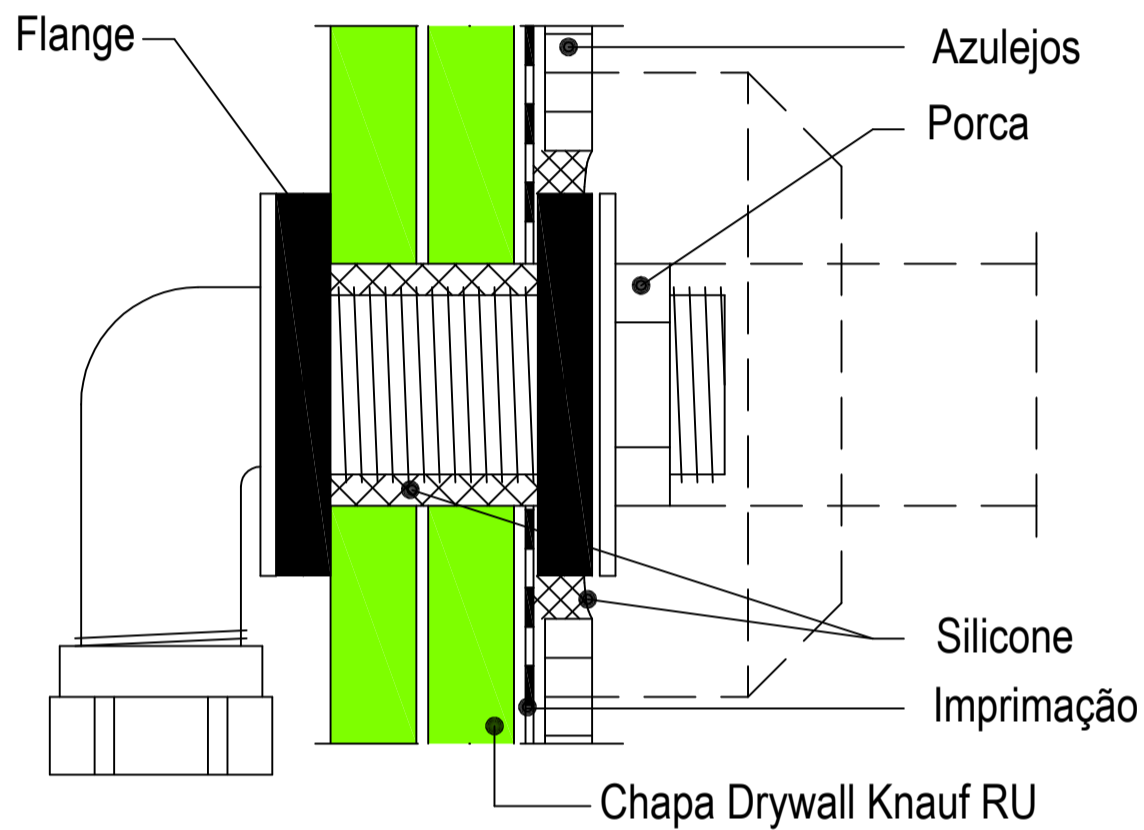 Flange
Azulejos
Porca
Silicone
Imprimação
Chapa Drywall Knauf RU